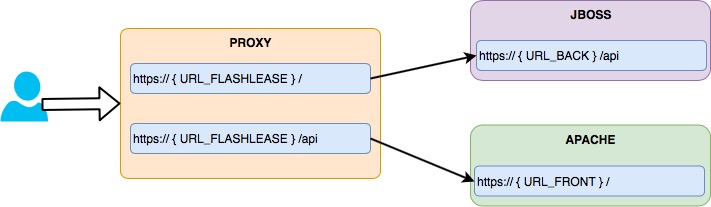 PROXY
https:// { URL_FLASHLEASE } /
https:// { URL_FLASHLEASE } /api
JBOSS
https:// { URL_BACK } /api
APACHE
https:// { URL_FRONT } /